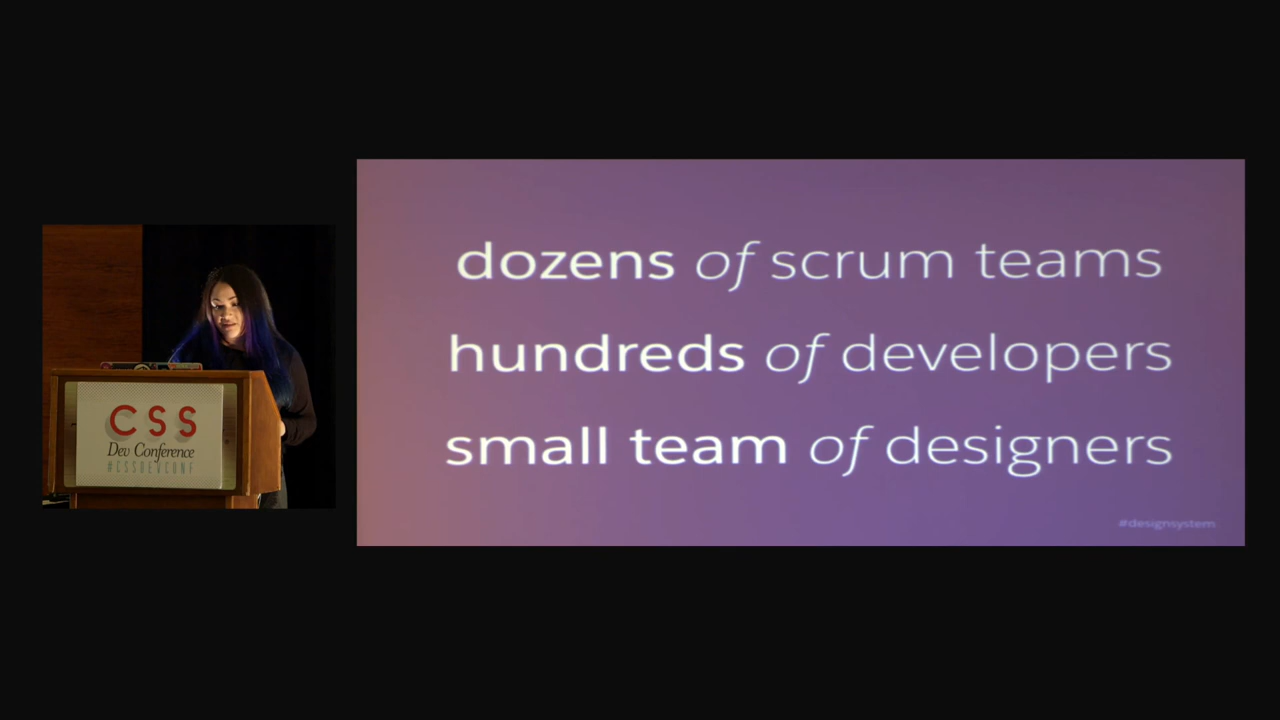 CSS
Dev Conference
#CSSDEVCONF
dozens of scrum teams
hundreds of developers
small team of designers
#designsystem